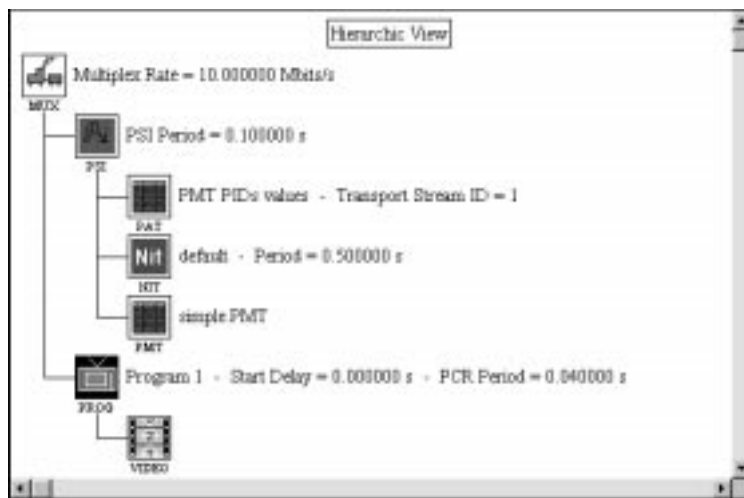 Hierarchic View
Multiplex Rate = 10.000000 Mbits/s
MUX
PSI Period = 0.100000 s
PSI
PMT PIDs values - Transport Stream ID = 1
PAT
Nit
default - Period = 0.500000 s
NIT
simple PMT
PMT
Program 1 - Start Delay = 0.000000 s - PCR Period = 0.040000 s
PROG
VIDEO